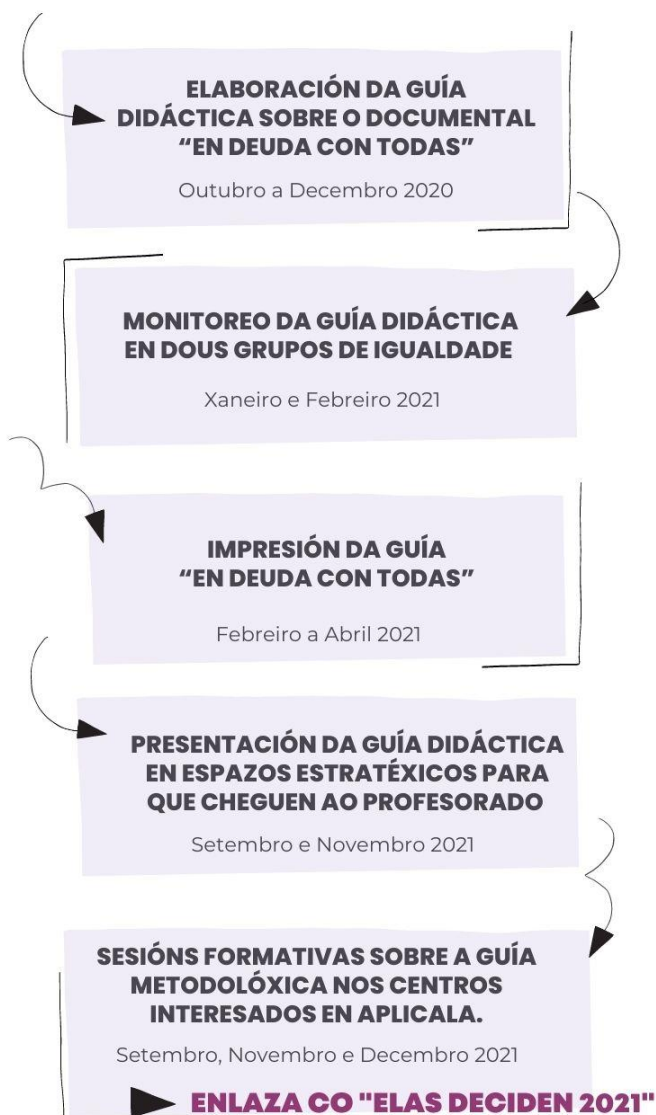 ELABORACIÓN DA GUÍA
DIDÁCTICA SOBRE O DOCUMENTAL
“EN DEUDA CON TODAS”
Outubro a Decembro 2020
MONITOREO DA GUÍA DIDÁCTICA
EN DOUS GRUPOS DE IGUALDADE
Xaneiro e Febreiro 2021
IMPRESIÓN DA GUÍA
“EN DEUDA CON TODAS”
Febreiro a Abril 2021
PRESENTACIÓN DA GUÍA DIDÁCTICA
EN ESPAZOS ESTRATÉXICOS PARA
QUE CHEGUEN AO PROFESORADO
Setembro e Novembro 2021
SESIÓNS FORMATIVAS SOBRE A GUÍA
METODOLÓXICA NOS CENTROS
INTERESADOS EN APLICALA.
Setembro, Novembro e Decembro 2021
ENLAZA CO "ELAS DECIDEN 2021"